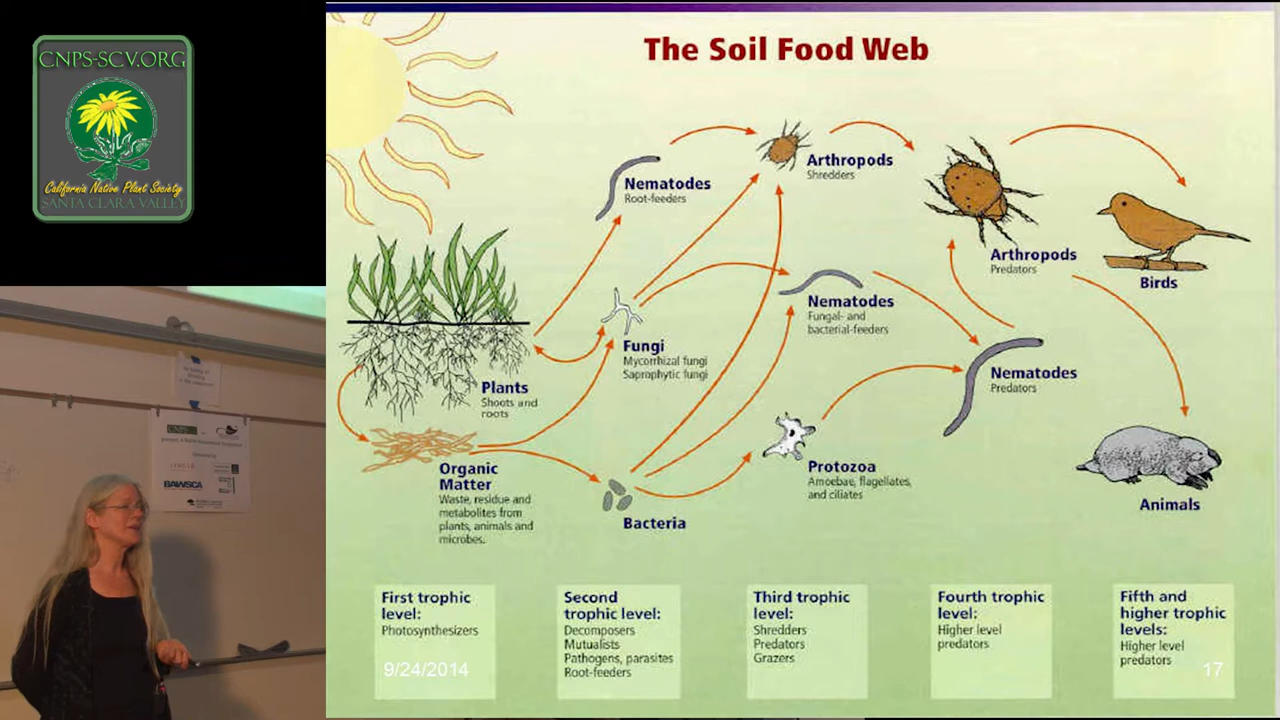 CNPS-SCV.ORG
California Native Plant Society
SANTA CLARA VALLEY
BAWSCA
The Soil Food Web
Nematodes
Root-feeders
Arthropods
Shredders
Arthropods
Predators
Birds
Fungi
Mycorrhizal fungi
Saprophytic fungi
Nematodes
Fungal- and
bacterial-feeders
Nematodes
Predators
Plants
Shoots and
roots
Organic
Matter
Waste, residue and
metabolites from
plants, animals and
microbes.
Bacteria
Protozoa
Amoebae, flagellates,
and ciliates
Animals
First trophic
level:
Photosynthesizers
Second
trophic level:
Decomposers
Mutualists
Pathogens, parasites
Root-feeders
Third trophic
level:
Shredders
Predators
Grazers
Fourth trophic
level:
Higher level
predators
Fifth and
higher trophic
levels:
Higher level
predators
9/24/2014
17